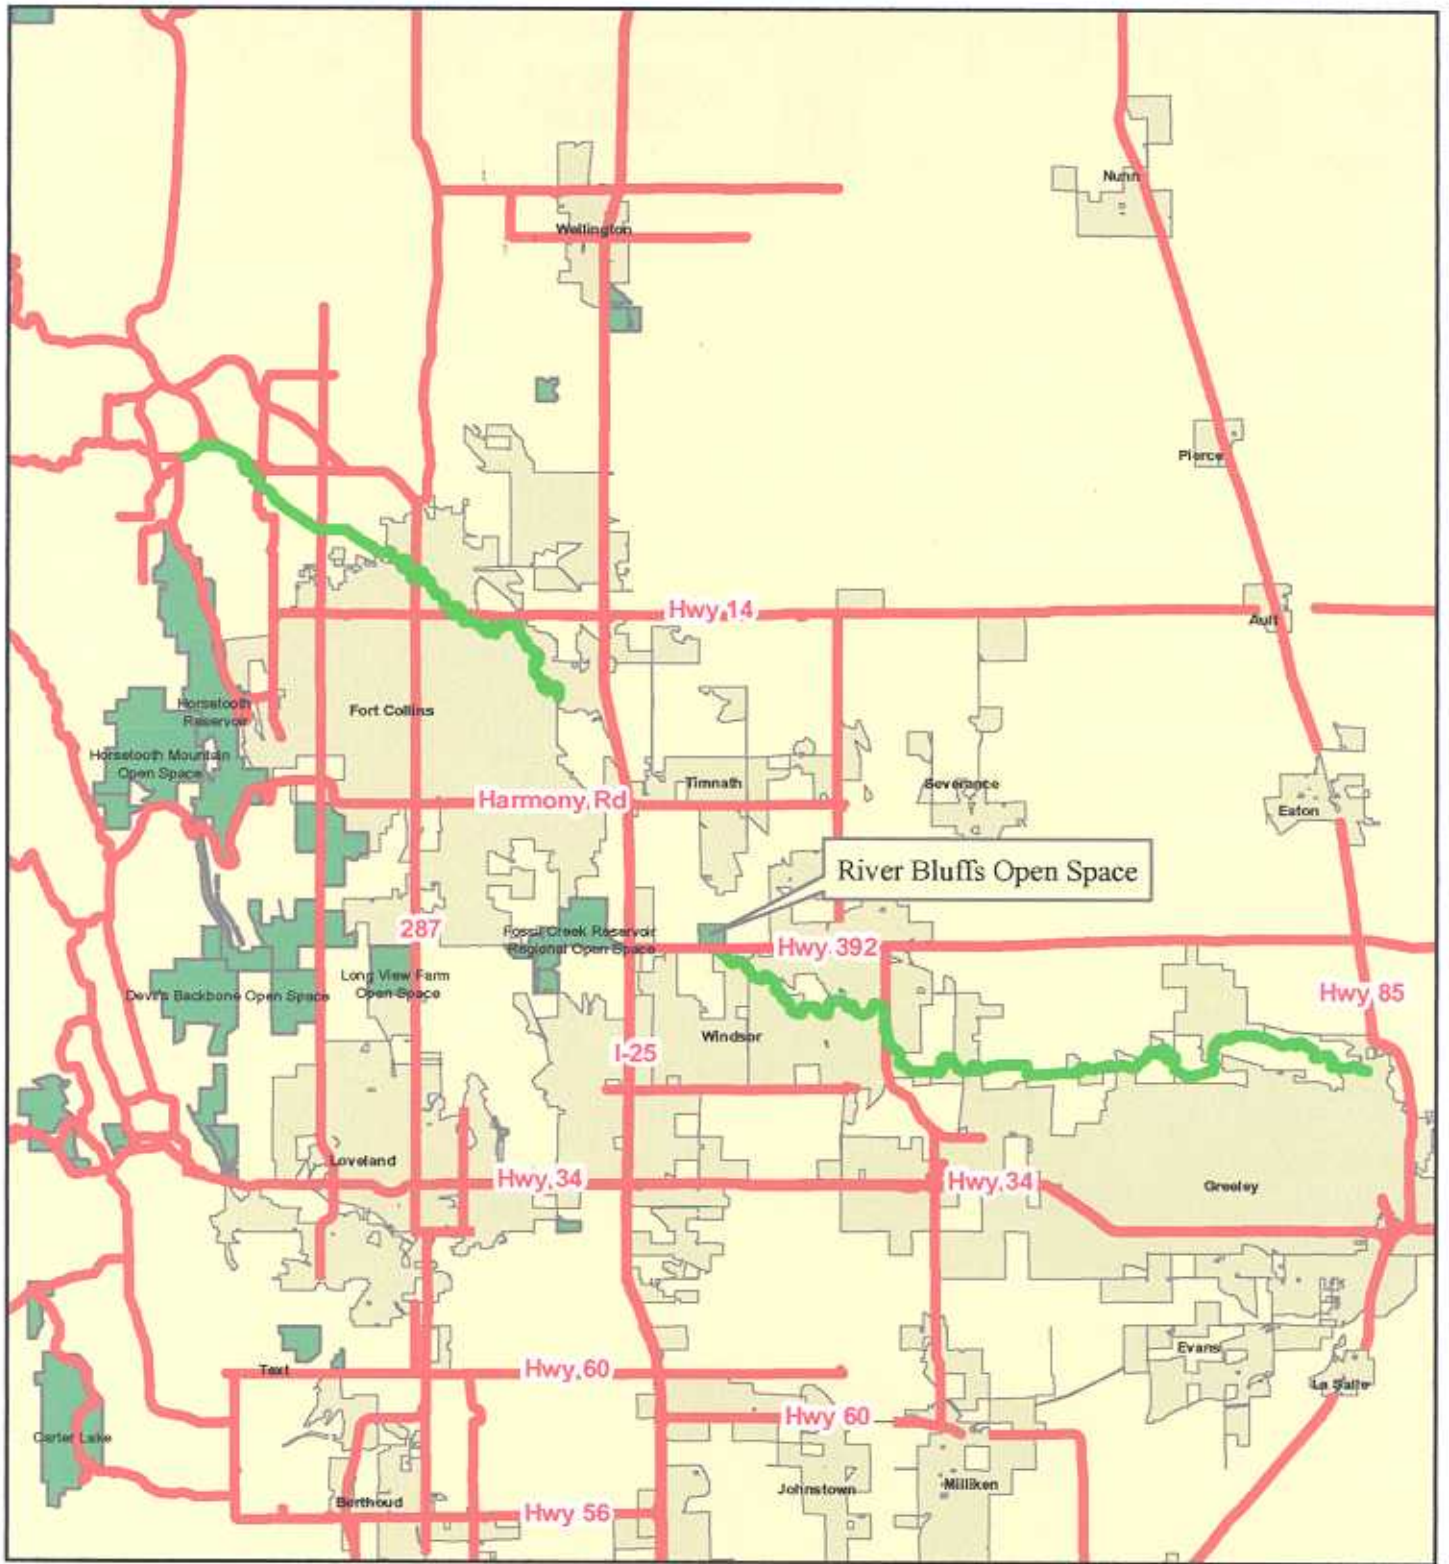 Nunn
Wellington
Pierce
Hwy 14
Ault
Horsetooth
Reservoir
Fort Collins
Horsetooth Mountain
Open Space
Timnath
Severance
Harmony Rd
Eaton
River Bluffs Open Space
287
Fossil Creek Reservoir
Regional Open Space
Hwy 392
Long View Farm
Open Space
Devil's Backbone Open Space
Hwy 85
Windsor
I-25
Loveland
Hwy 34
Hwy 34
Greeley
Evans
Text
Hwy 60
La Salle
Hwy 60
Carter Lake
Johnstown
Milliken
Berthoud
Hwy 56